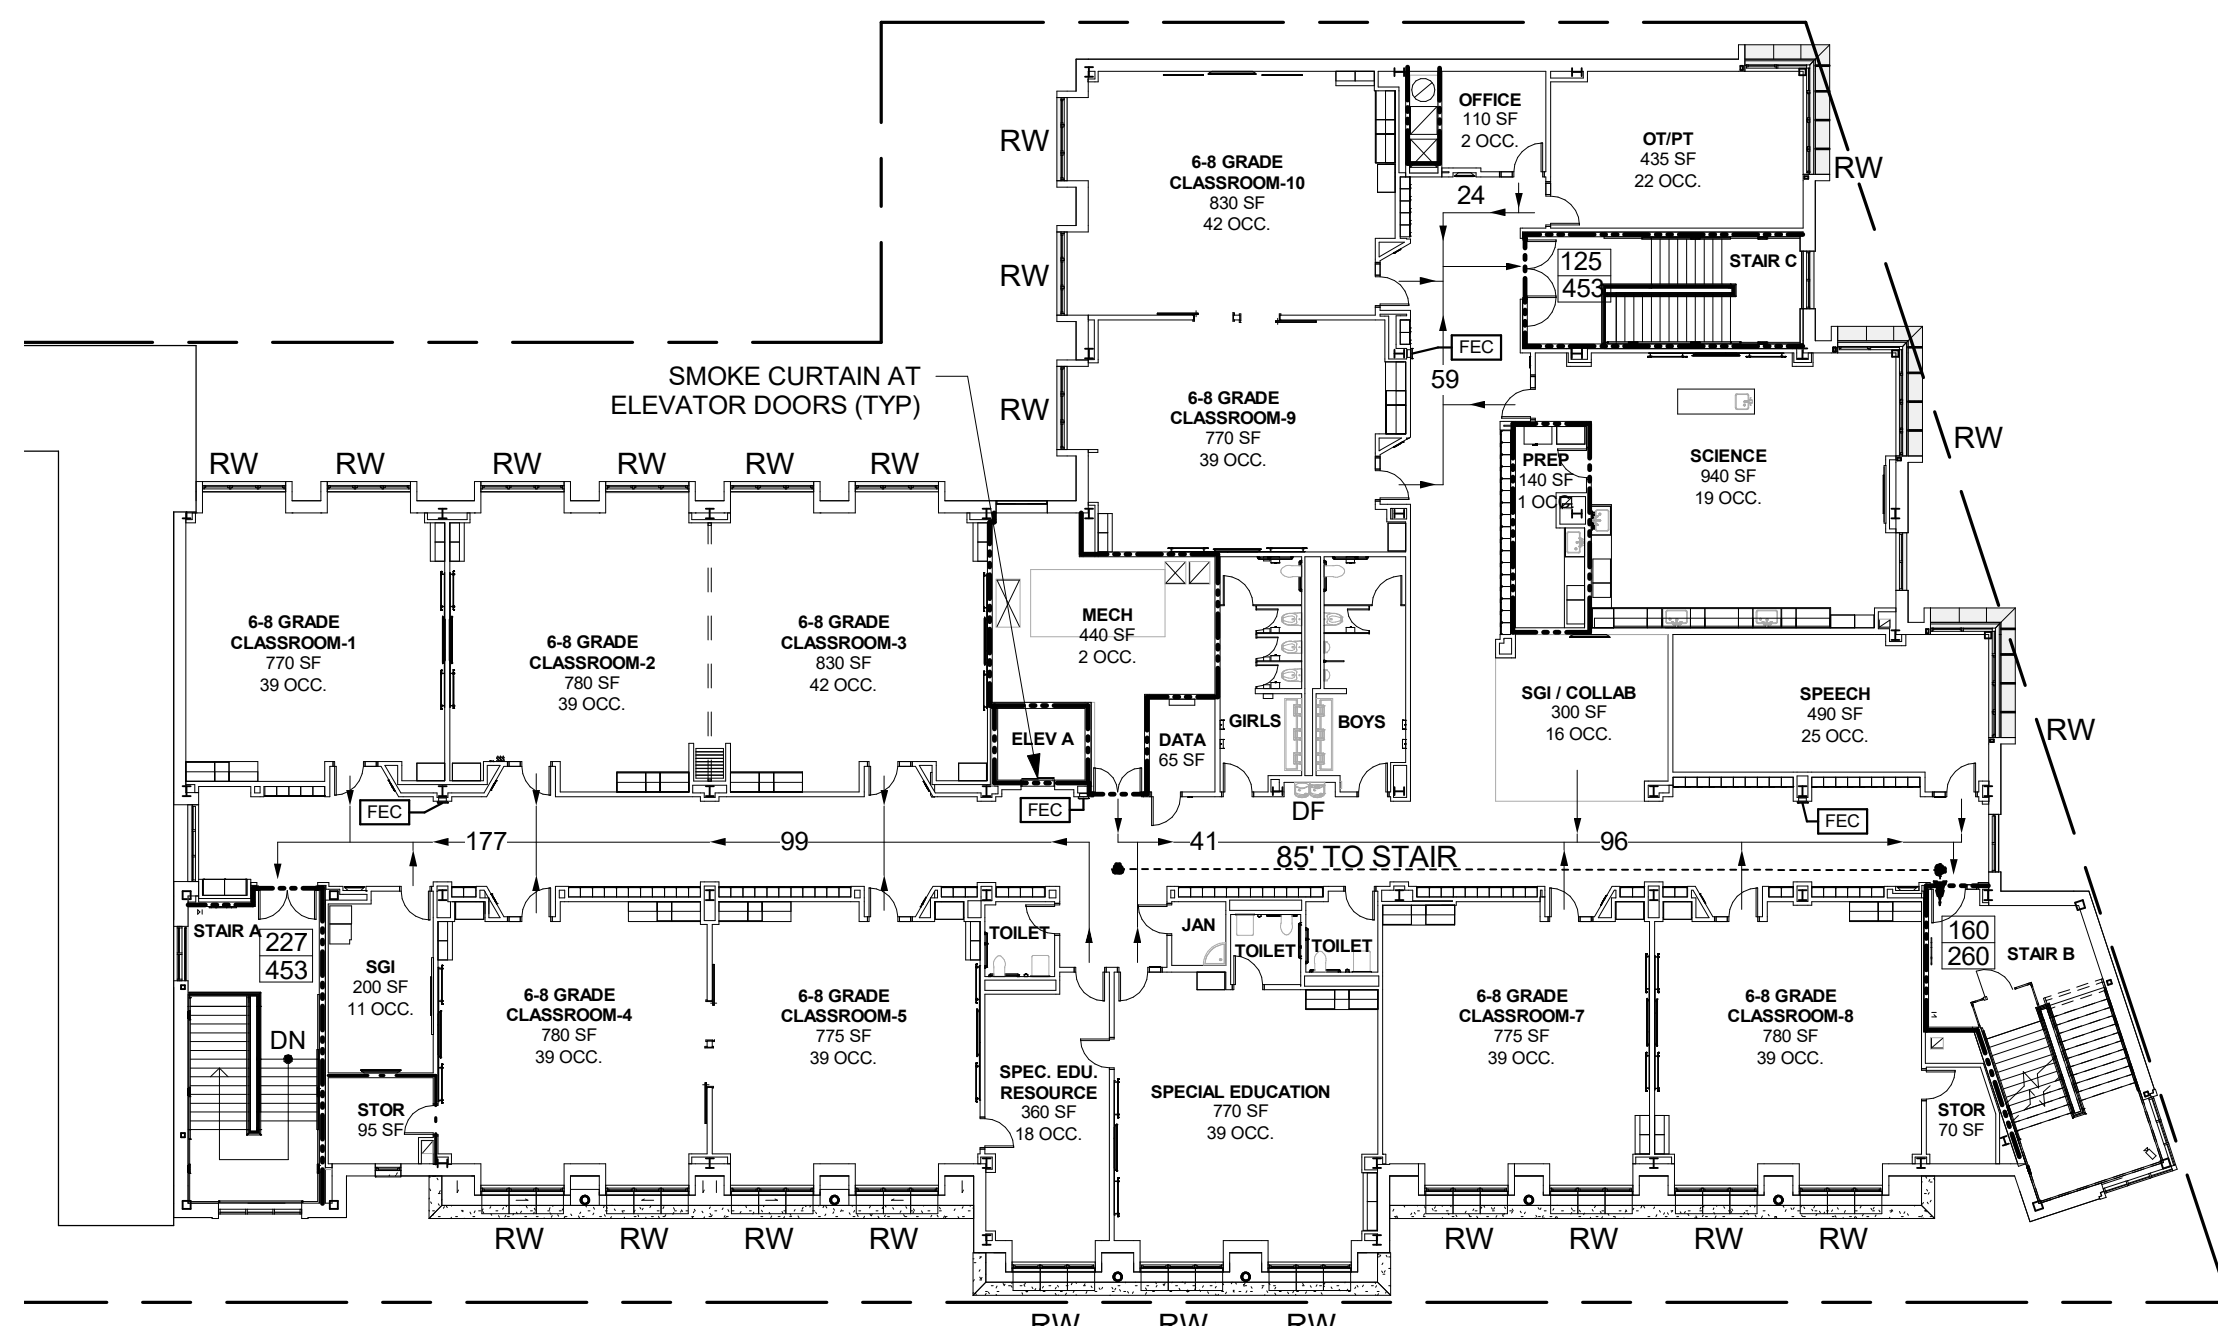 OFFICE
110 SF
2 OCC.
OT/PT
435 SF
22 OCC.
RW
RW
6-8 GRADE
CLASSROOM-10
830 SF
42 OCC.
24
RW
125
453
STAIR C
FEC
59
SMOKE CURTAIN AT
ELEVATOR DOORS (TYP)
RW
6-8 GRADE
CLASSROOM-9
770 SF
39 OCC.
RW
RW
RW
RW
RW
RW
RW
PREP
140 SF
1 OCC.
SCIENCE
940 SF
19 OCC.
6-8 GRADE
CLASSROOM-1
770 SF
39 OCC.
6-8 GRADE
CLASSROOM-2
780 SF
39 OCC.
6-8 GRADE
CLASSROOM-3
830 SF
42 OCC.
MECH
440 SF
2 OCC.
ELEV A
DATA
65 SF
GIRLS
BOYS
SGI / COLLAB
300 SF
16 OCC.
SPEECH
490 SF
25 OCC.
RW
FEC
FEC
DF
FEC
177
99
41
96
85' TO STAIR
STAIR A
227
453
SGI
200 SF
11 OCC.
DN
STOR
95 SF
6-8 GRADE
CLASSROOM-4
780 SF
39 OCC.
6-8 GRADE
CLASSROOM-5
775 SF
39 OCC.
TOILET
JAN
TOILET
TOILET
SPEC. EDU.
RESOURCE
360 SF
18 OCC.
SPECIAL EDUCATION
770 SF
39 OCC.
6-8 GRADE
CLASSROOM-7
775 SF
39 OCC.
6-8 GRADE
CLASSROOM-8
780 SF
39 OCC.
160
260
STAIR B
STOR
70 SF
RW
RW
RW
RW
RW
RW
RW
RW
RW
RW
RW